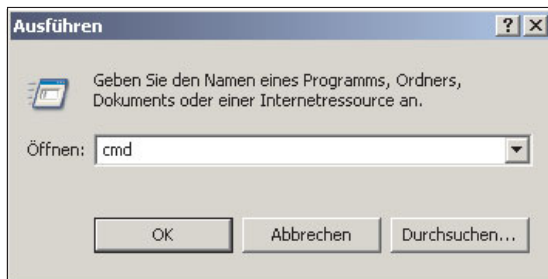 Ausführen
Geben Sie den Namen eines Programms, Ordners,
Dokuments oder einer Internetressource an.
Öffnen: cmd
OK Abbrechen Durchsuchen...